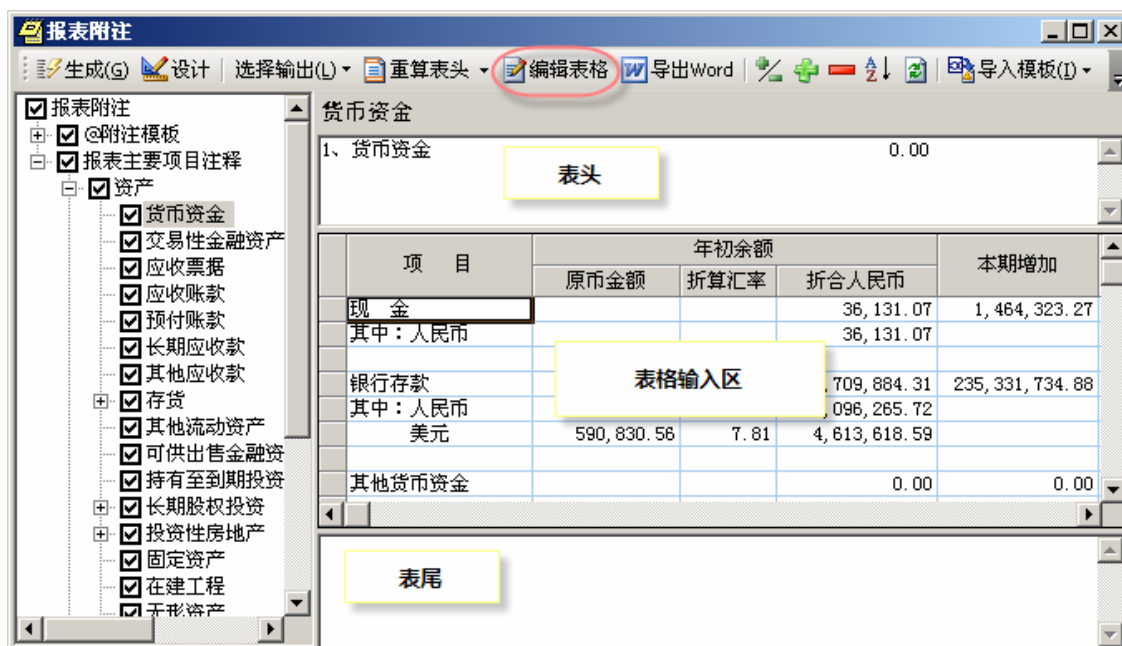 报表附注
生成(G) 设计 选择输出(L) 重算表头 编辑表格 导出Word 导入模板(I)
报表附注
@附注模板
报表主要项目注释
资产
货币资金
交易性金融资产
应收票据
应收账款
预付账款
长期应收款
其他应收款
存货
其他流动资产
可供出售金融资
持有至到期投资
长期股权投资
投资性房地产
固定资产
在建工程
无形资产
货币资金
1、货币资金 0.00
表头
项 目 年初余额 本期增加
原币金额 折算汇率 折合人民币
现 金 36,131.07 1,464,323.27
其中：人民币 36,131.07
银行存款 ,709,884.31 235,331,734.88
其中：人民币 ,096,265.72
美元 590,830.56 7.81 4,613,618.59
其他货币资金 0.00 0.00
表格输入区
表尾